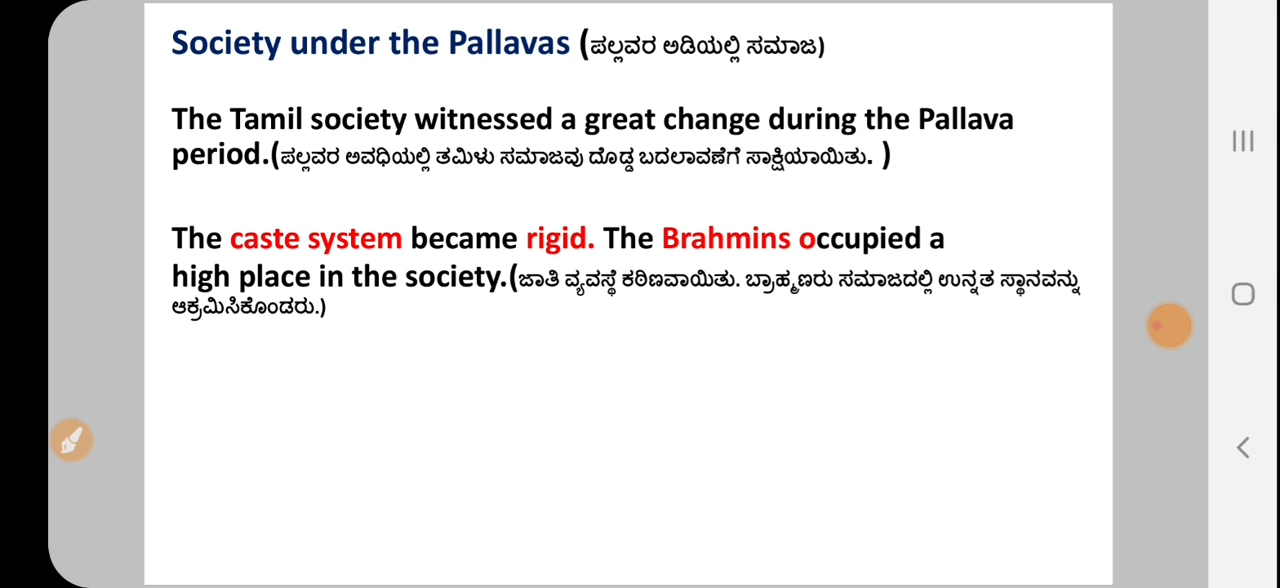 Society under the Pallavas (ಪಲ್ಲವರ ಅಡಿಯಲ್ಲಿ ಸಮಾಜ)
The Tamil society witnessed a great change during the Pallava
period.(ಪಲ್ಲವರ ಅವಧಿಯಲ್ಲಿ ತಮಿಳು ಸಮಾಜವು ದೊಡ್ಡ ಬದಲಾವಣೆಗೆ ಸಾಕ್ಷಿಯಾಯಿತು. )
The caste system became rigid. The Brahmins occupied a
high place in the society.(ಜಾತಿ ವ್ಯವಸ್ಥೆ ಕಠಿಣವಾಯಿತು. ಬ್ರಾಹ್ಮಣರು ಸಮಾಜದಲ್ಲಿ ಉನ್ನತ ಸ್ಥಾನವನ್ನು
ಆಕ್ರಮಿಸಿಕೊಂಡರು.)